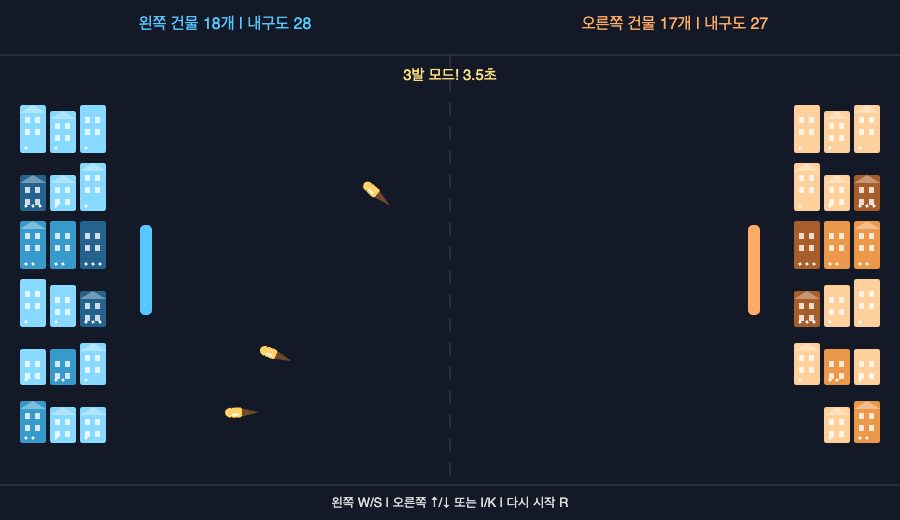 왼쪽 건물 18개 | 내구도 28
오른쪽 건물 17개 | 내구도 27
3발 모드! 3.5초
왼쪽 W/S | 오른쪽 ↑/↓ 또는 I/K | 다시 시작 R